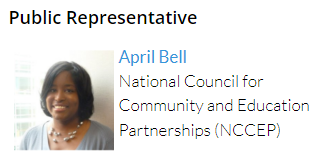 Public Representative
April Bell
National Council for
Community and Education
Partnerships (NCCEP)